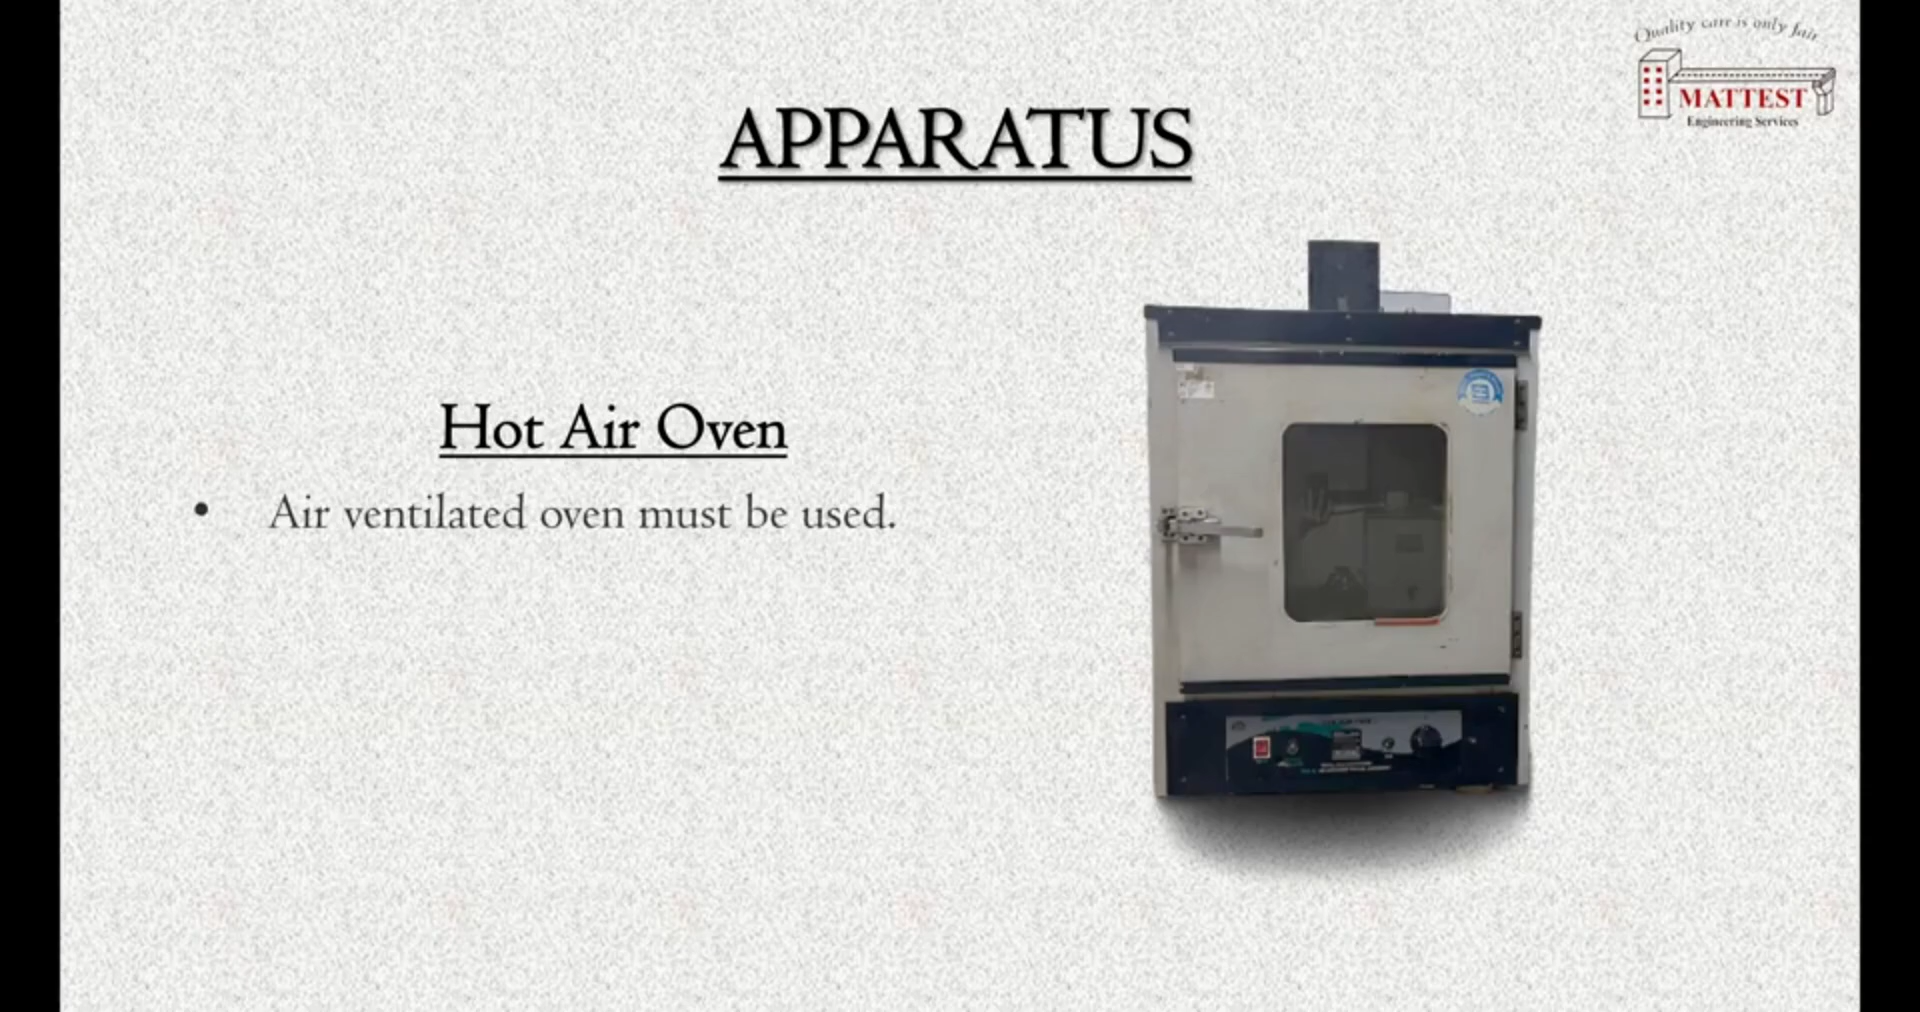 Quality care is only fair
MATTEST
Engineering Services
APPARATUS
Hot Air Oven
• Air ventilated oven must be used.